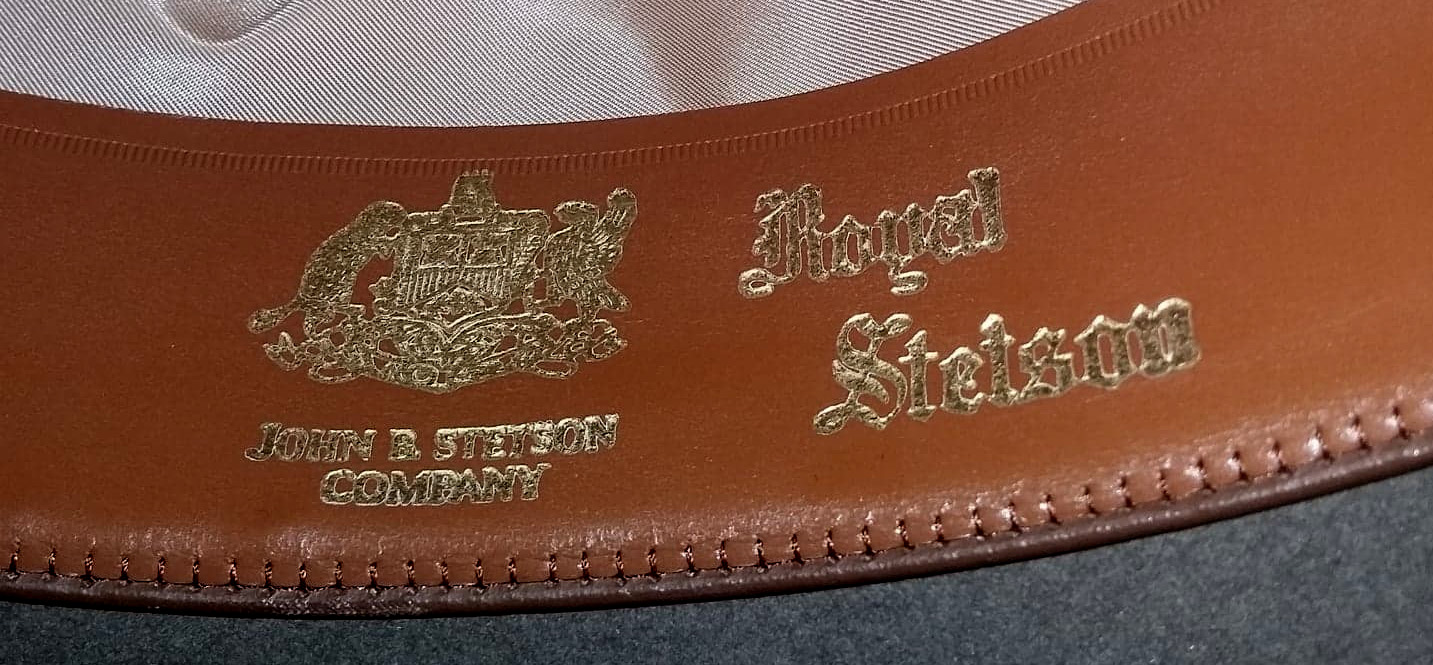 JOHN B. STETSON
COMPANY
Royal
Stetson